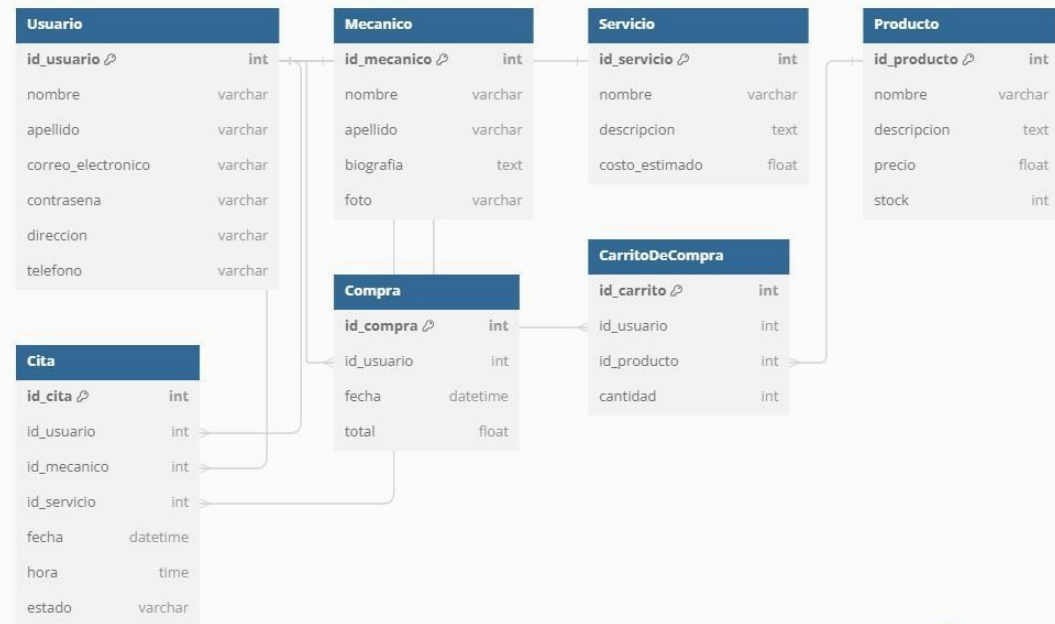 Usuario
id_usuario int
nombre varchar
apellido varchar
correo_electronico varchar
contrasena varchar
direccion varchar
telefono varchar
Mecanico
id_mecanico int
nombre varchar
apellido varchar
biografia text
foto varchar
Servicio
id_servicio int
nombre varchar
descripcion text
costo_estimado float
Producto
id_producto int
nombre varchar
descripcion text
precio float
stock int
Compra
id_compra int
id_usuario int
fecha datetime
total float
CarritoDeCompra
id_carrito int
id_usuario int
id_producto int
cantidad int
Cita
id_cita int
id_usuario int
id_mecanico int
id_servicio int
fecha datetime
hora time
estado varchar